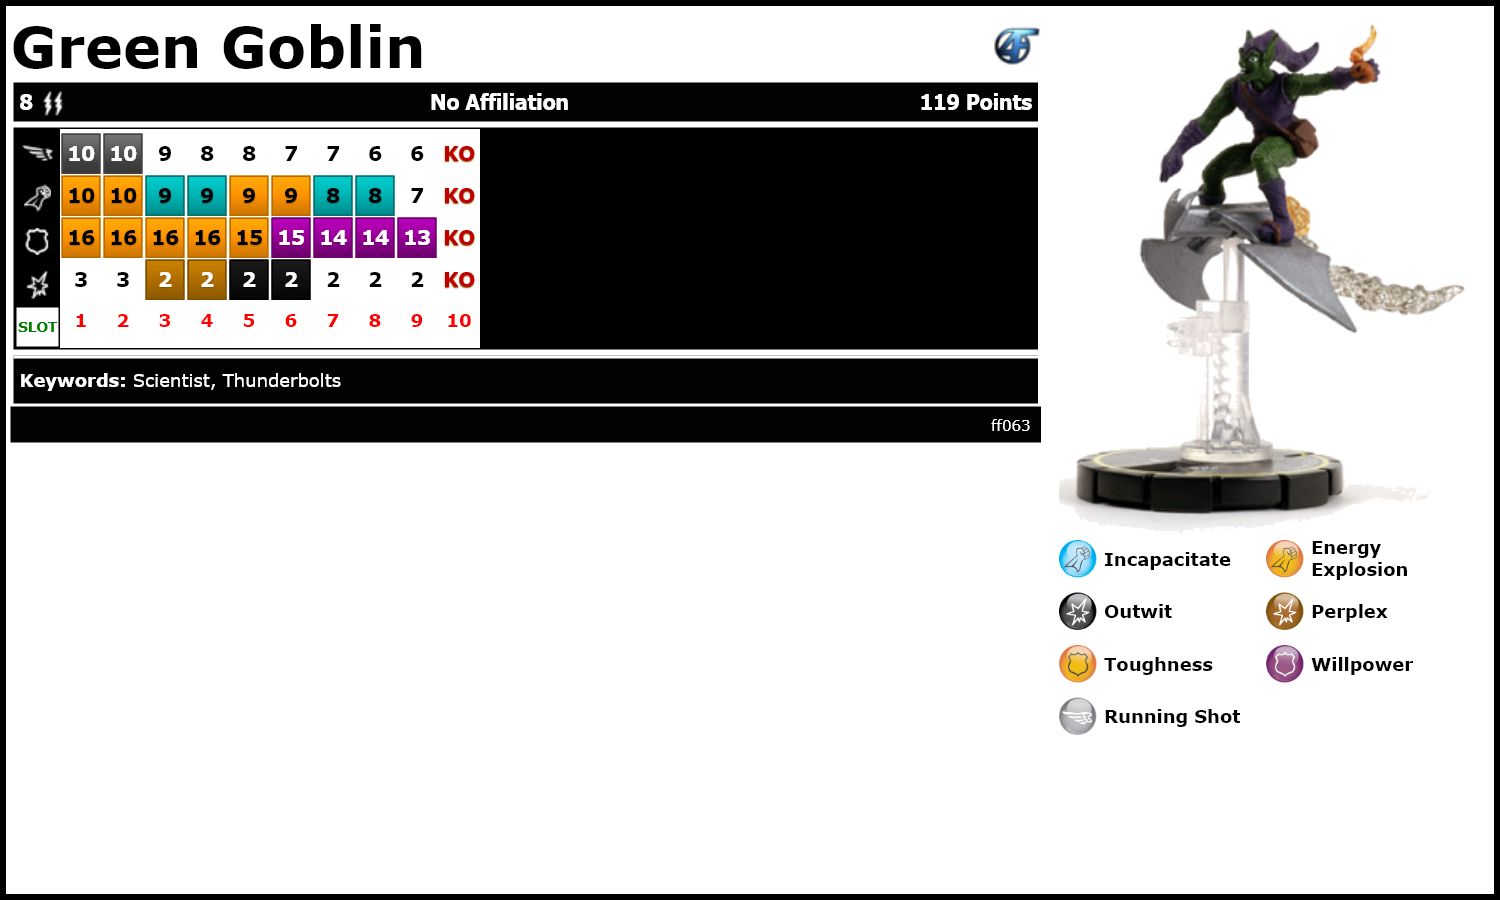 Green Goblin
8 No Affiliation 119 Points
10 10 9 8 8 7 7 6 6 KO
10 10 9 9 9 9 8 8 7 KO
16 16 16 16 15 15 14 14 13 KO
3 3 2 2 2 2 2 2 2 KO
SLOT 1 2 3 4 5 6 7 8 9 10
Keywords: Scientist, Thunderbolts
ff063
Incapacitate
Energy
Explosion
Outwit
Perplex
Toughness
Willpower
Running Shot